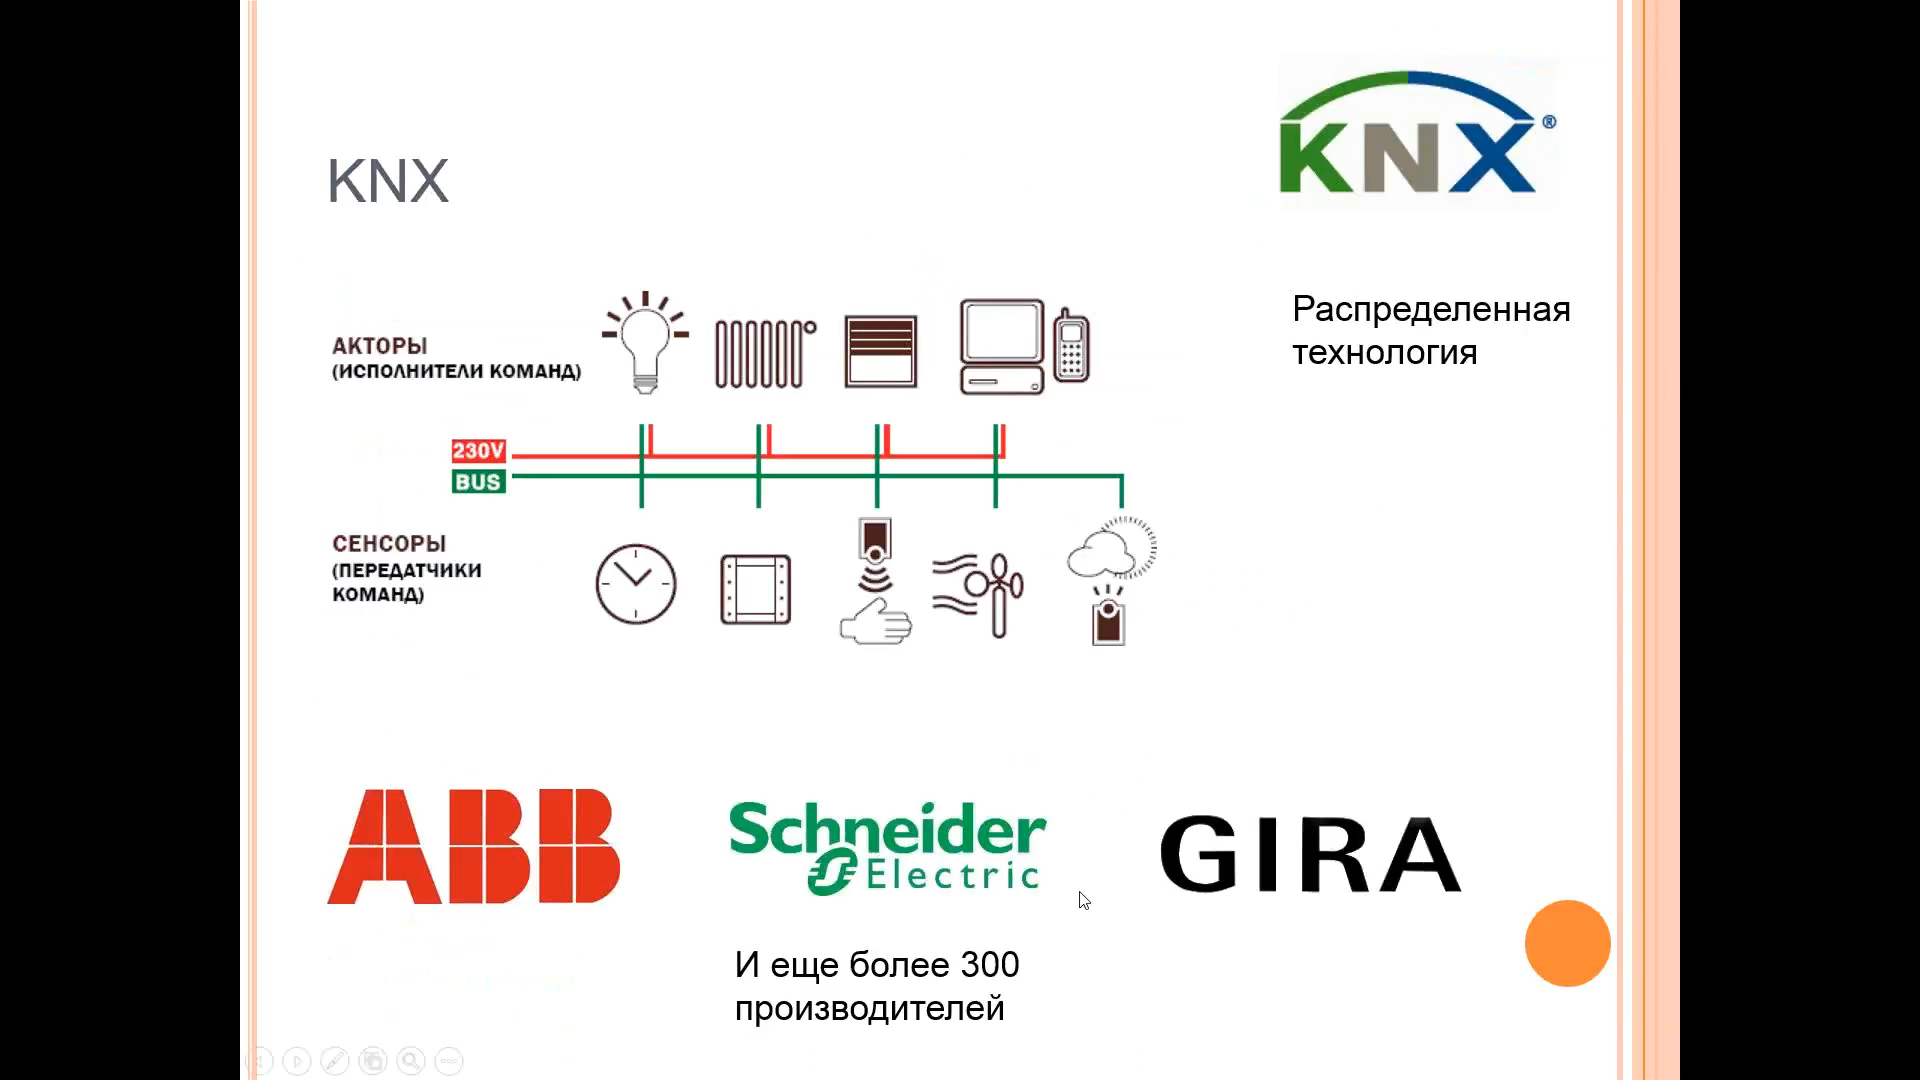 KNX
KNX®
Распределенная
технология
АКТОРЫ
(ИСПОЛНИТЕЛИ КОМАНД)
230V
BUS
СЕНСОРЫ
(ПЕРЕДАТЧИКИ
КОМАНД)
ABB
Schneider
Electric
GIRA
И еще более 300
производителей